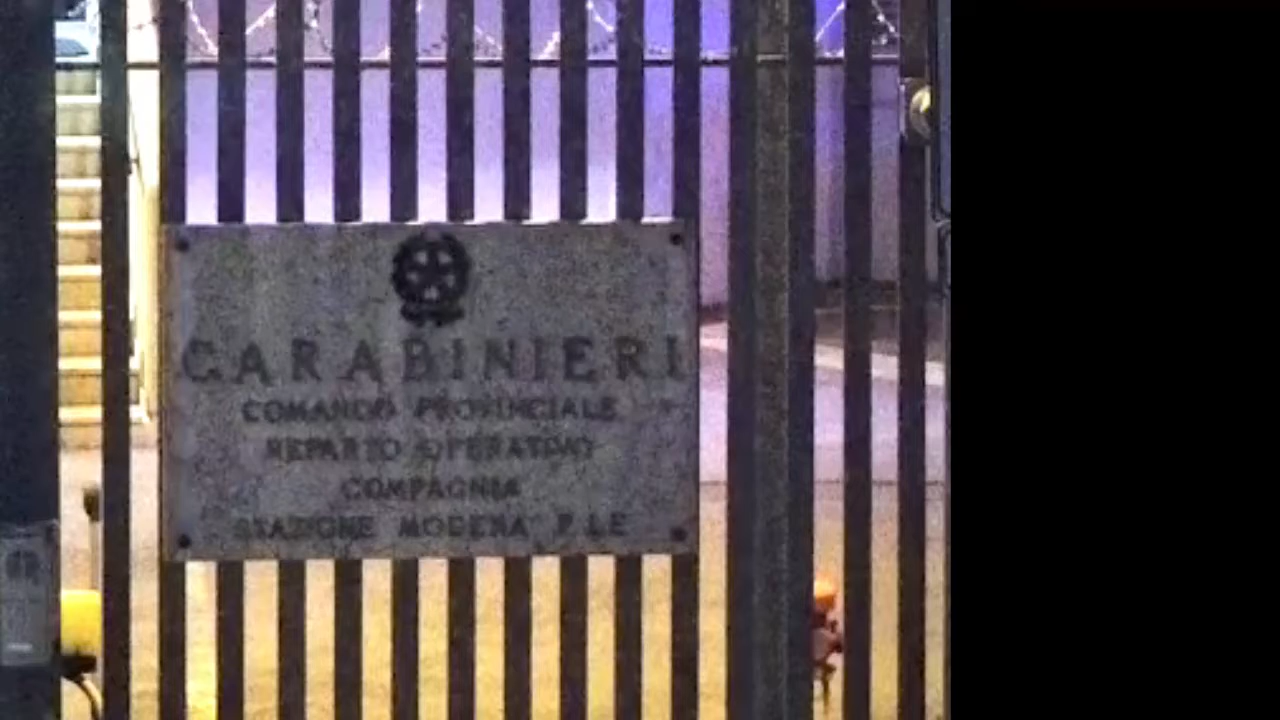 CARABINIERI
COMANDO PROVINCIALE
REPARTO OPERATIVO
COMPAGNIA
STAZIONE MODENA P.LE